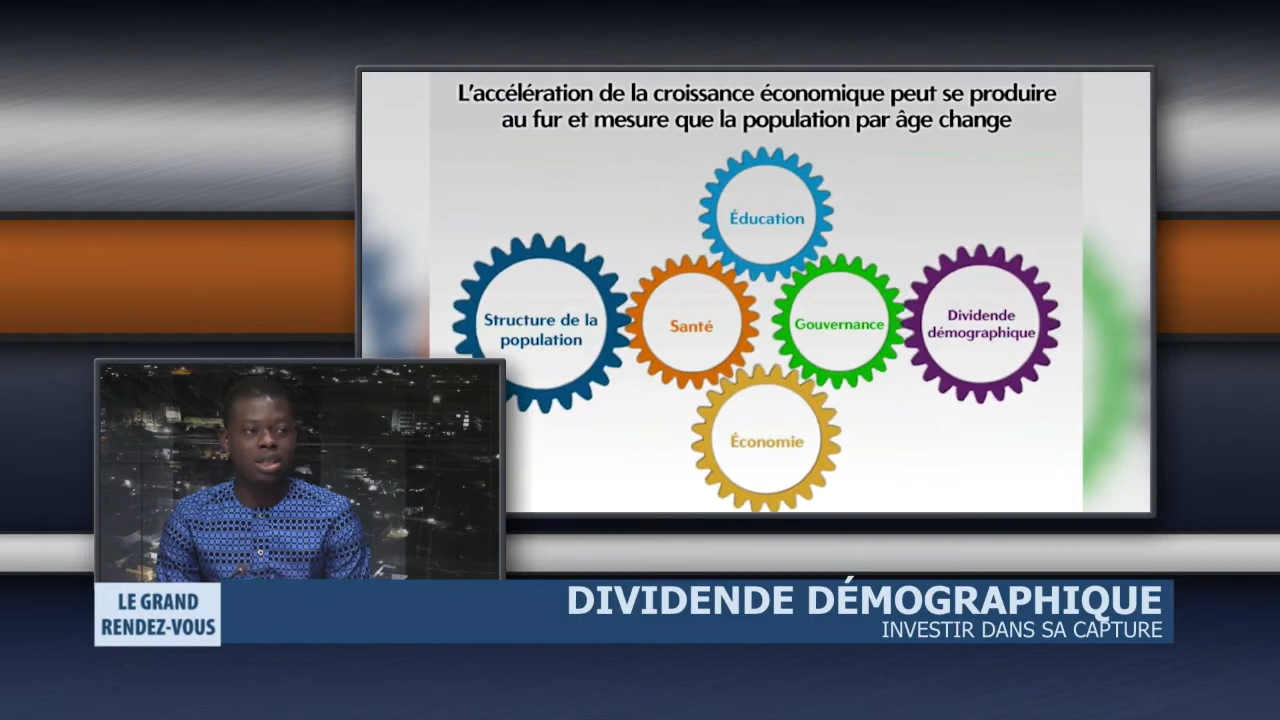 L'accélération de la croissance économique peut se produire
au fur et mesure que la population par âge change
Éducation
Structure de la
population
Santé
Gouvernance
Dividende
démographique
Économie
LE GRAND
RENDEZ-VOUS
DIVIDENDE DÉMOGRAPHIQUE
INVESTIR DANS SA CAPTURE